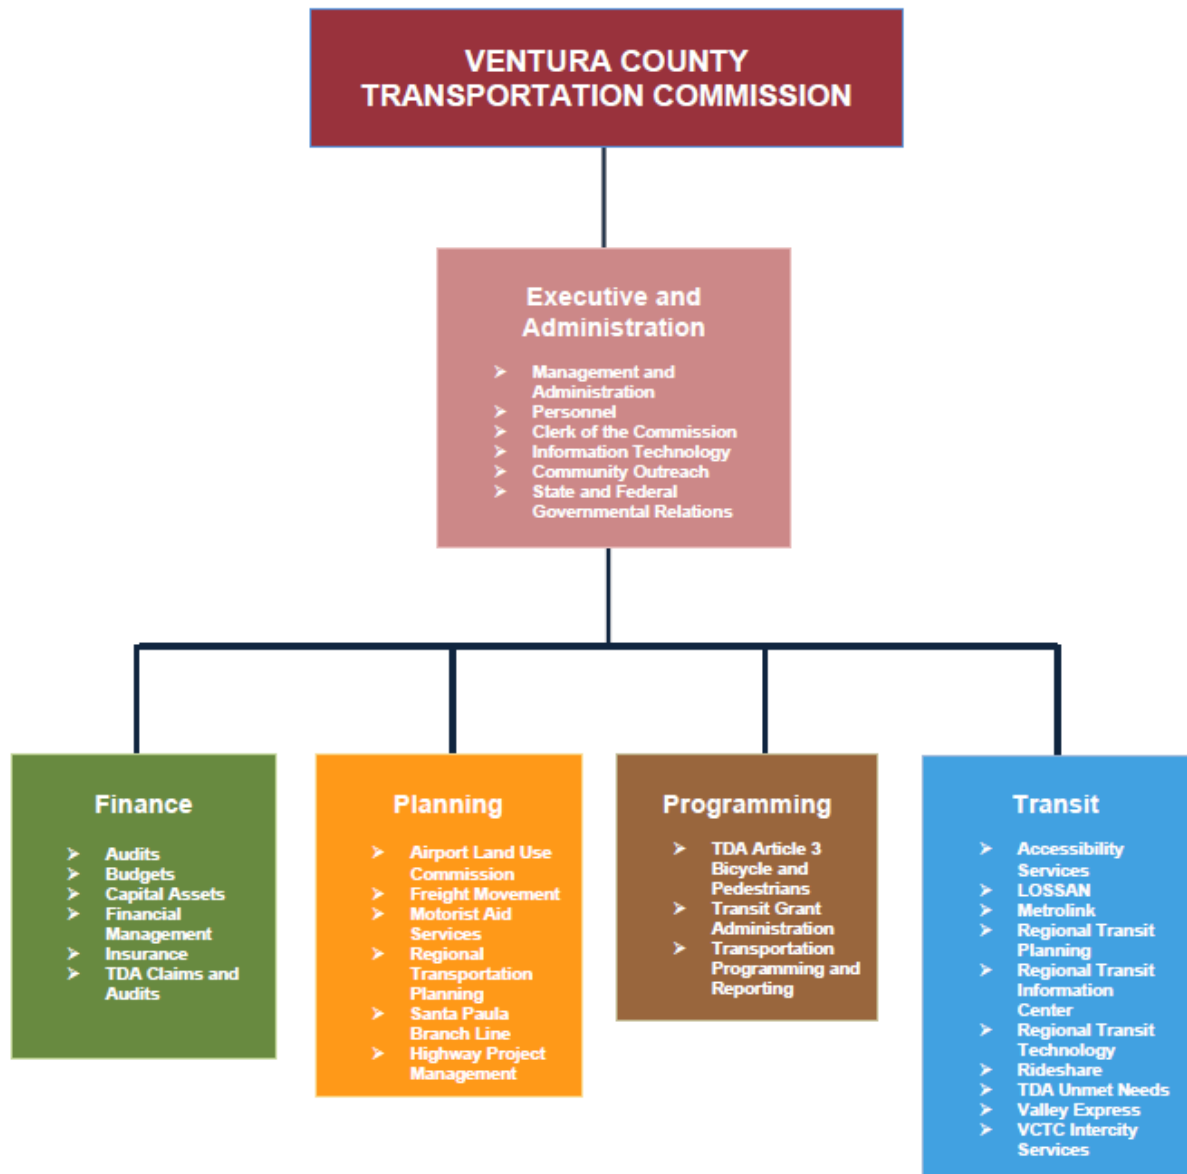 VENTURA COUNTY
TRANSPORTATION COMMISSION
Executive and
Administration
➢ Management and
Administration
➢ Personnel
➢ Clerk of the Commission
➢ Information Technology
➢ Community Outreach
➢ State and Federal
Governmental Relations
Finance
➢ Audits
➢ Budgets
➢ Capital Assets
➢ Financial
Management
➢ Insurance
➢ TDA Claims and
Audits
Planning
➢ Airport Land Use
Commission
➢ Freight Movement
➢ Motorist Aid
Services
➢ Regional
Transportation
Planning
➢ Santa Paula
Branch Line
➢ Highway Project
Management
Programming
➢ TDA Article 3
Bicycle and
Pedestrians
➢ Transit Grant
Administration
➢ Transportation
Programming and
Reporting
Transit
➢ Accessibility
Services
➢ LOSSAN
➢ Metrolink
➢ Regional Transit
Planning
➢ Regional Transit
Information
Center
➢ Regional Transit
Technology
➢ Rideshare
➢ TDA Unmet Needs
➢ Valley Express
➢ VCTC Intercity
Services